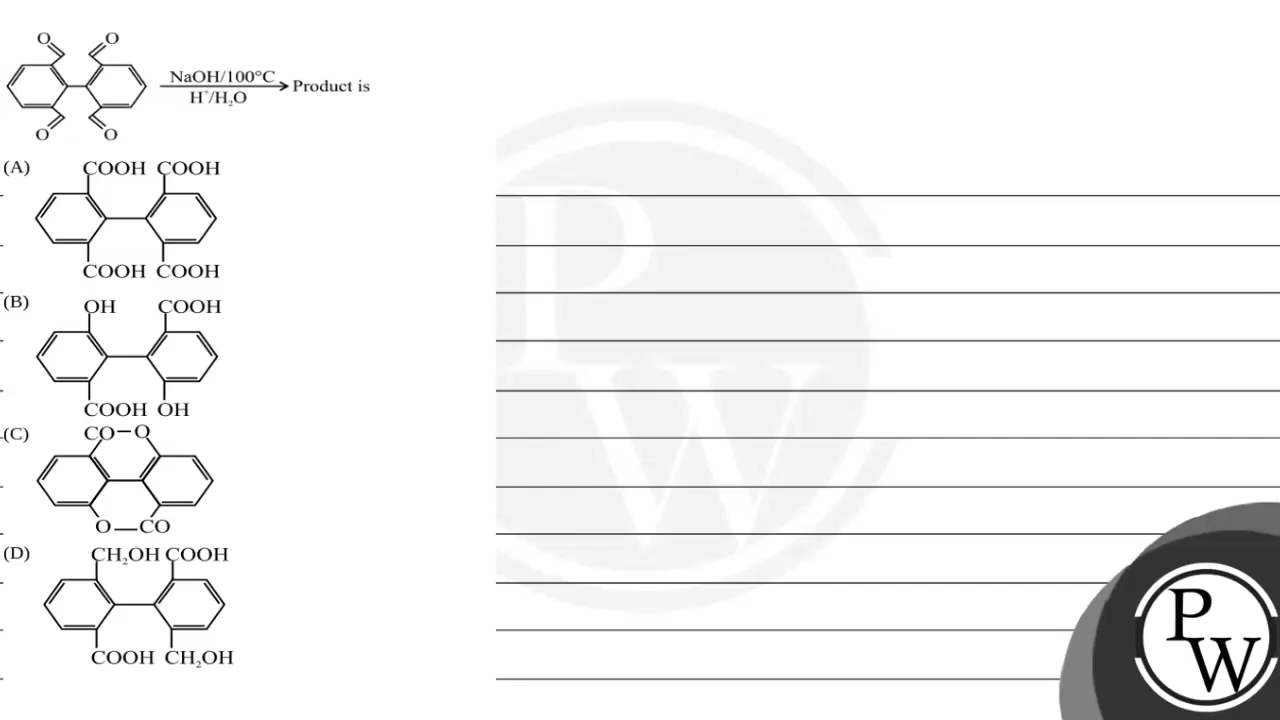 O O
NaOH/100°C
H⁺/H₂O
Product is
O O
(A)
COOH COOH
COOH COOH
(B)
OH COOH
COOH OH
(C)
CO—O
O—CO
(D)
CH₂OH COOH
COOH CH₂OH
P
W
P
W